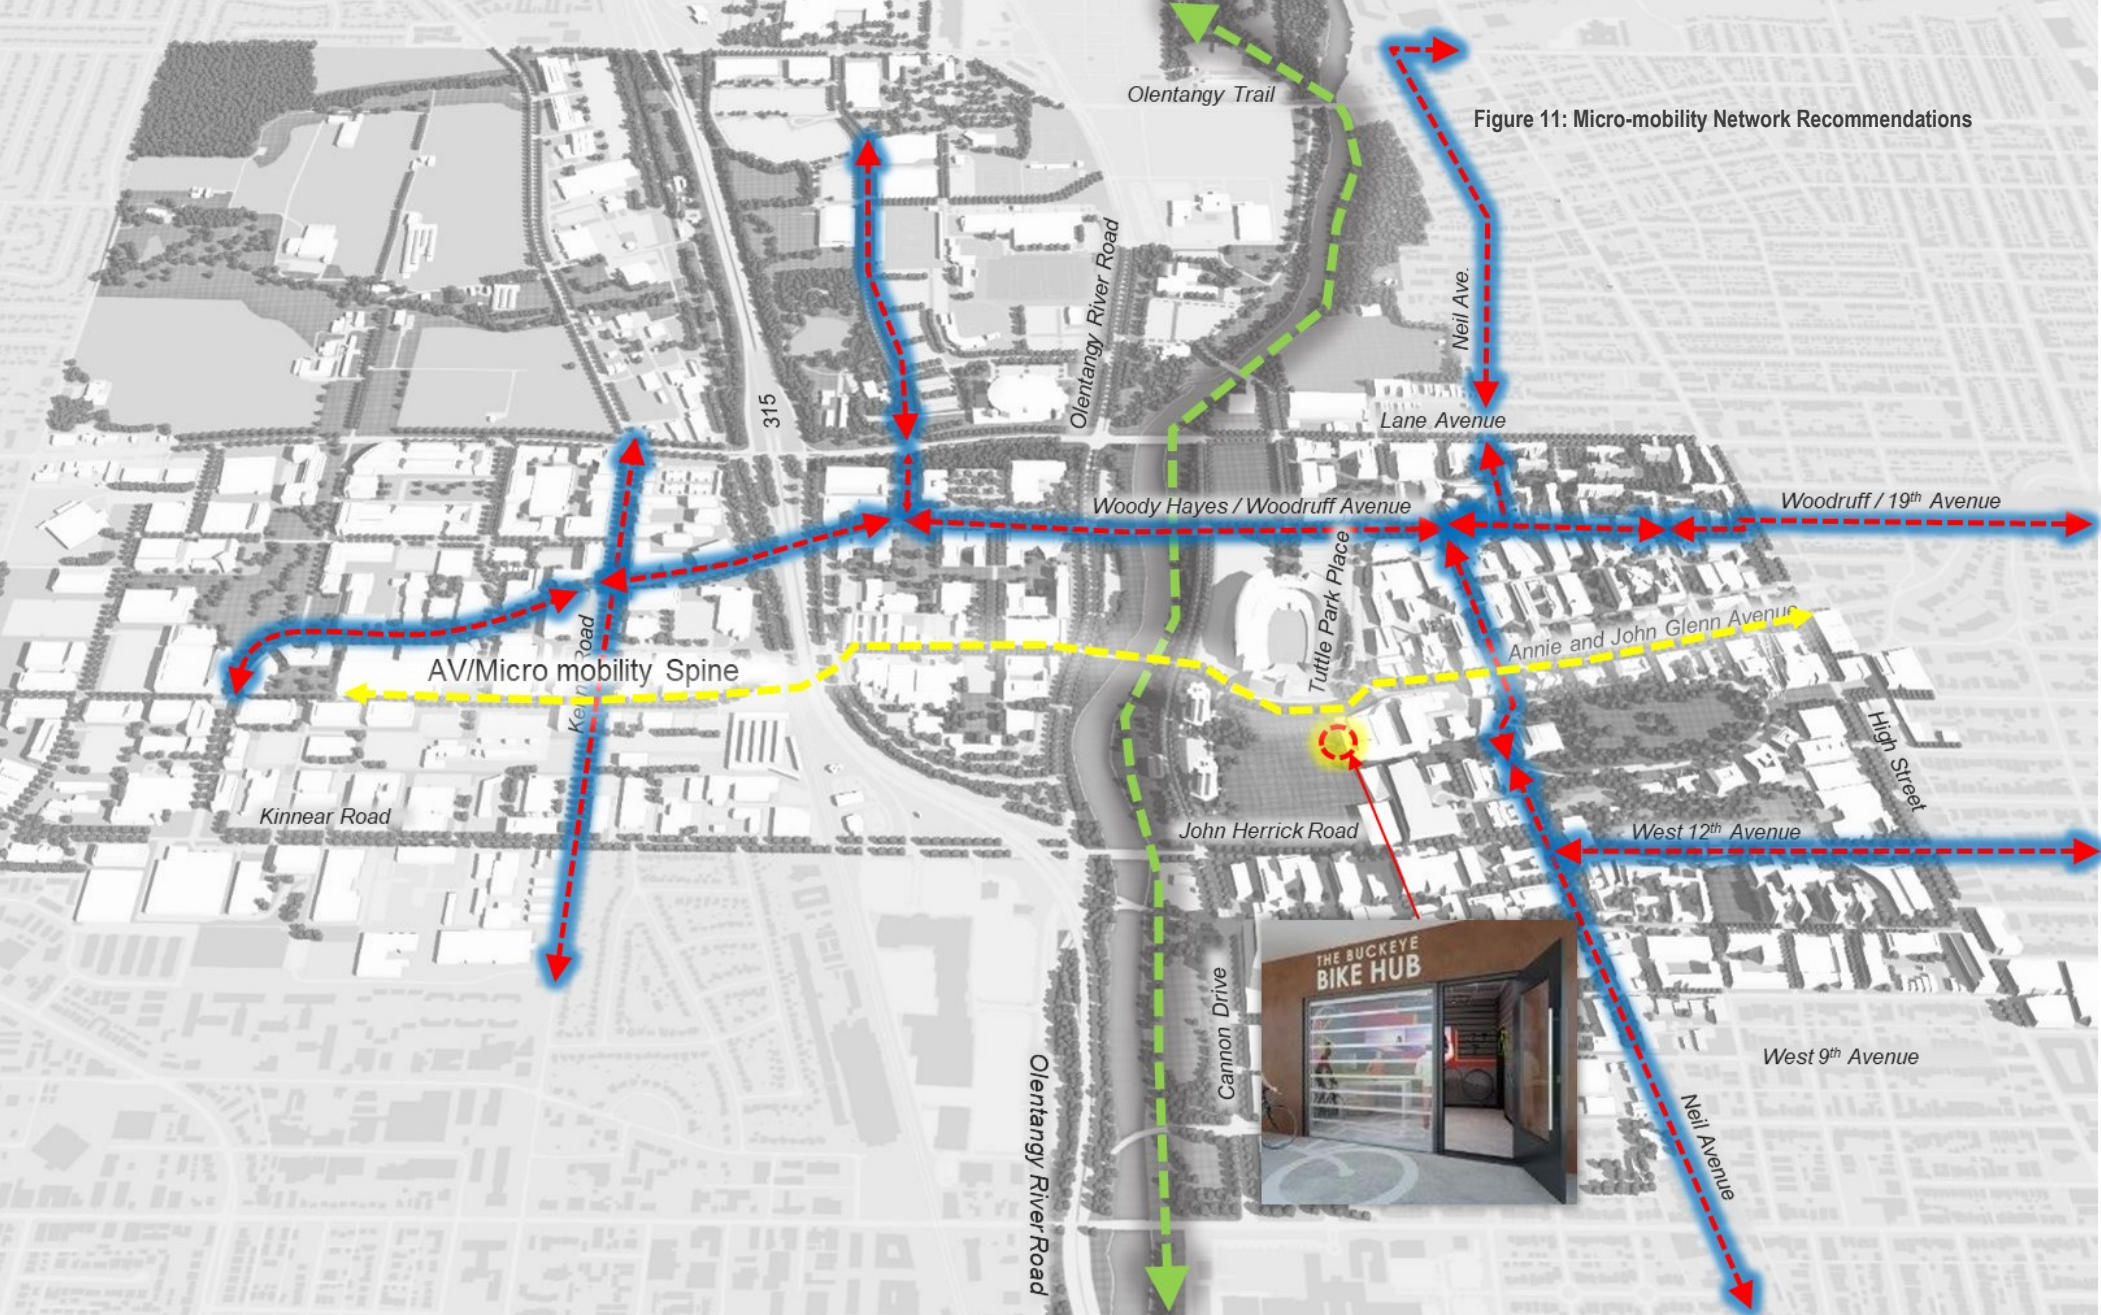 Olentangy Trail
Figure 11: Micro-mobility Network Recommendations
Olentangy River Road
Neil Ave.
315
Lane Avenue
Woody Hayes / Woodruff Avenue
Woodruff / 19th Avenue
Tuttle Park Place
Annie and John Glenn Avenue
AV/Micro mobility Spine
Road
High Street
Kinnear Road
John Herrick Road
West 12th Avenue
THE BUCKEYE
BIKE HUB
Cannon Drive
Olentangy River Road
West 9th Avenue
Neil Avenue